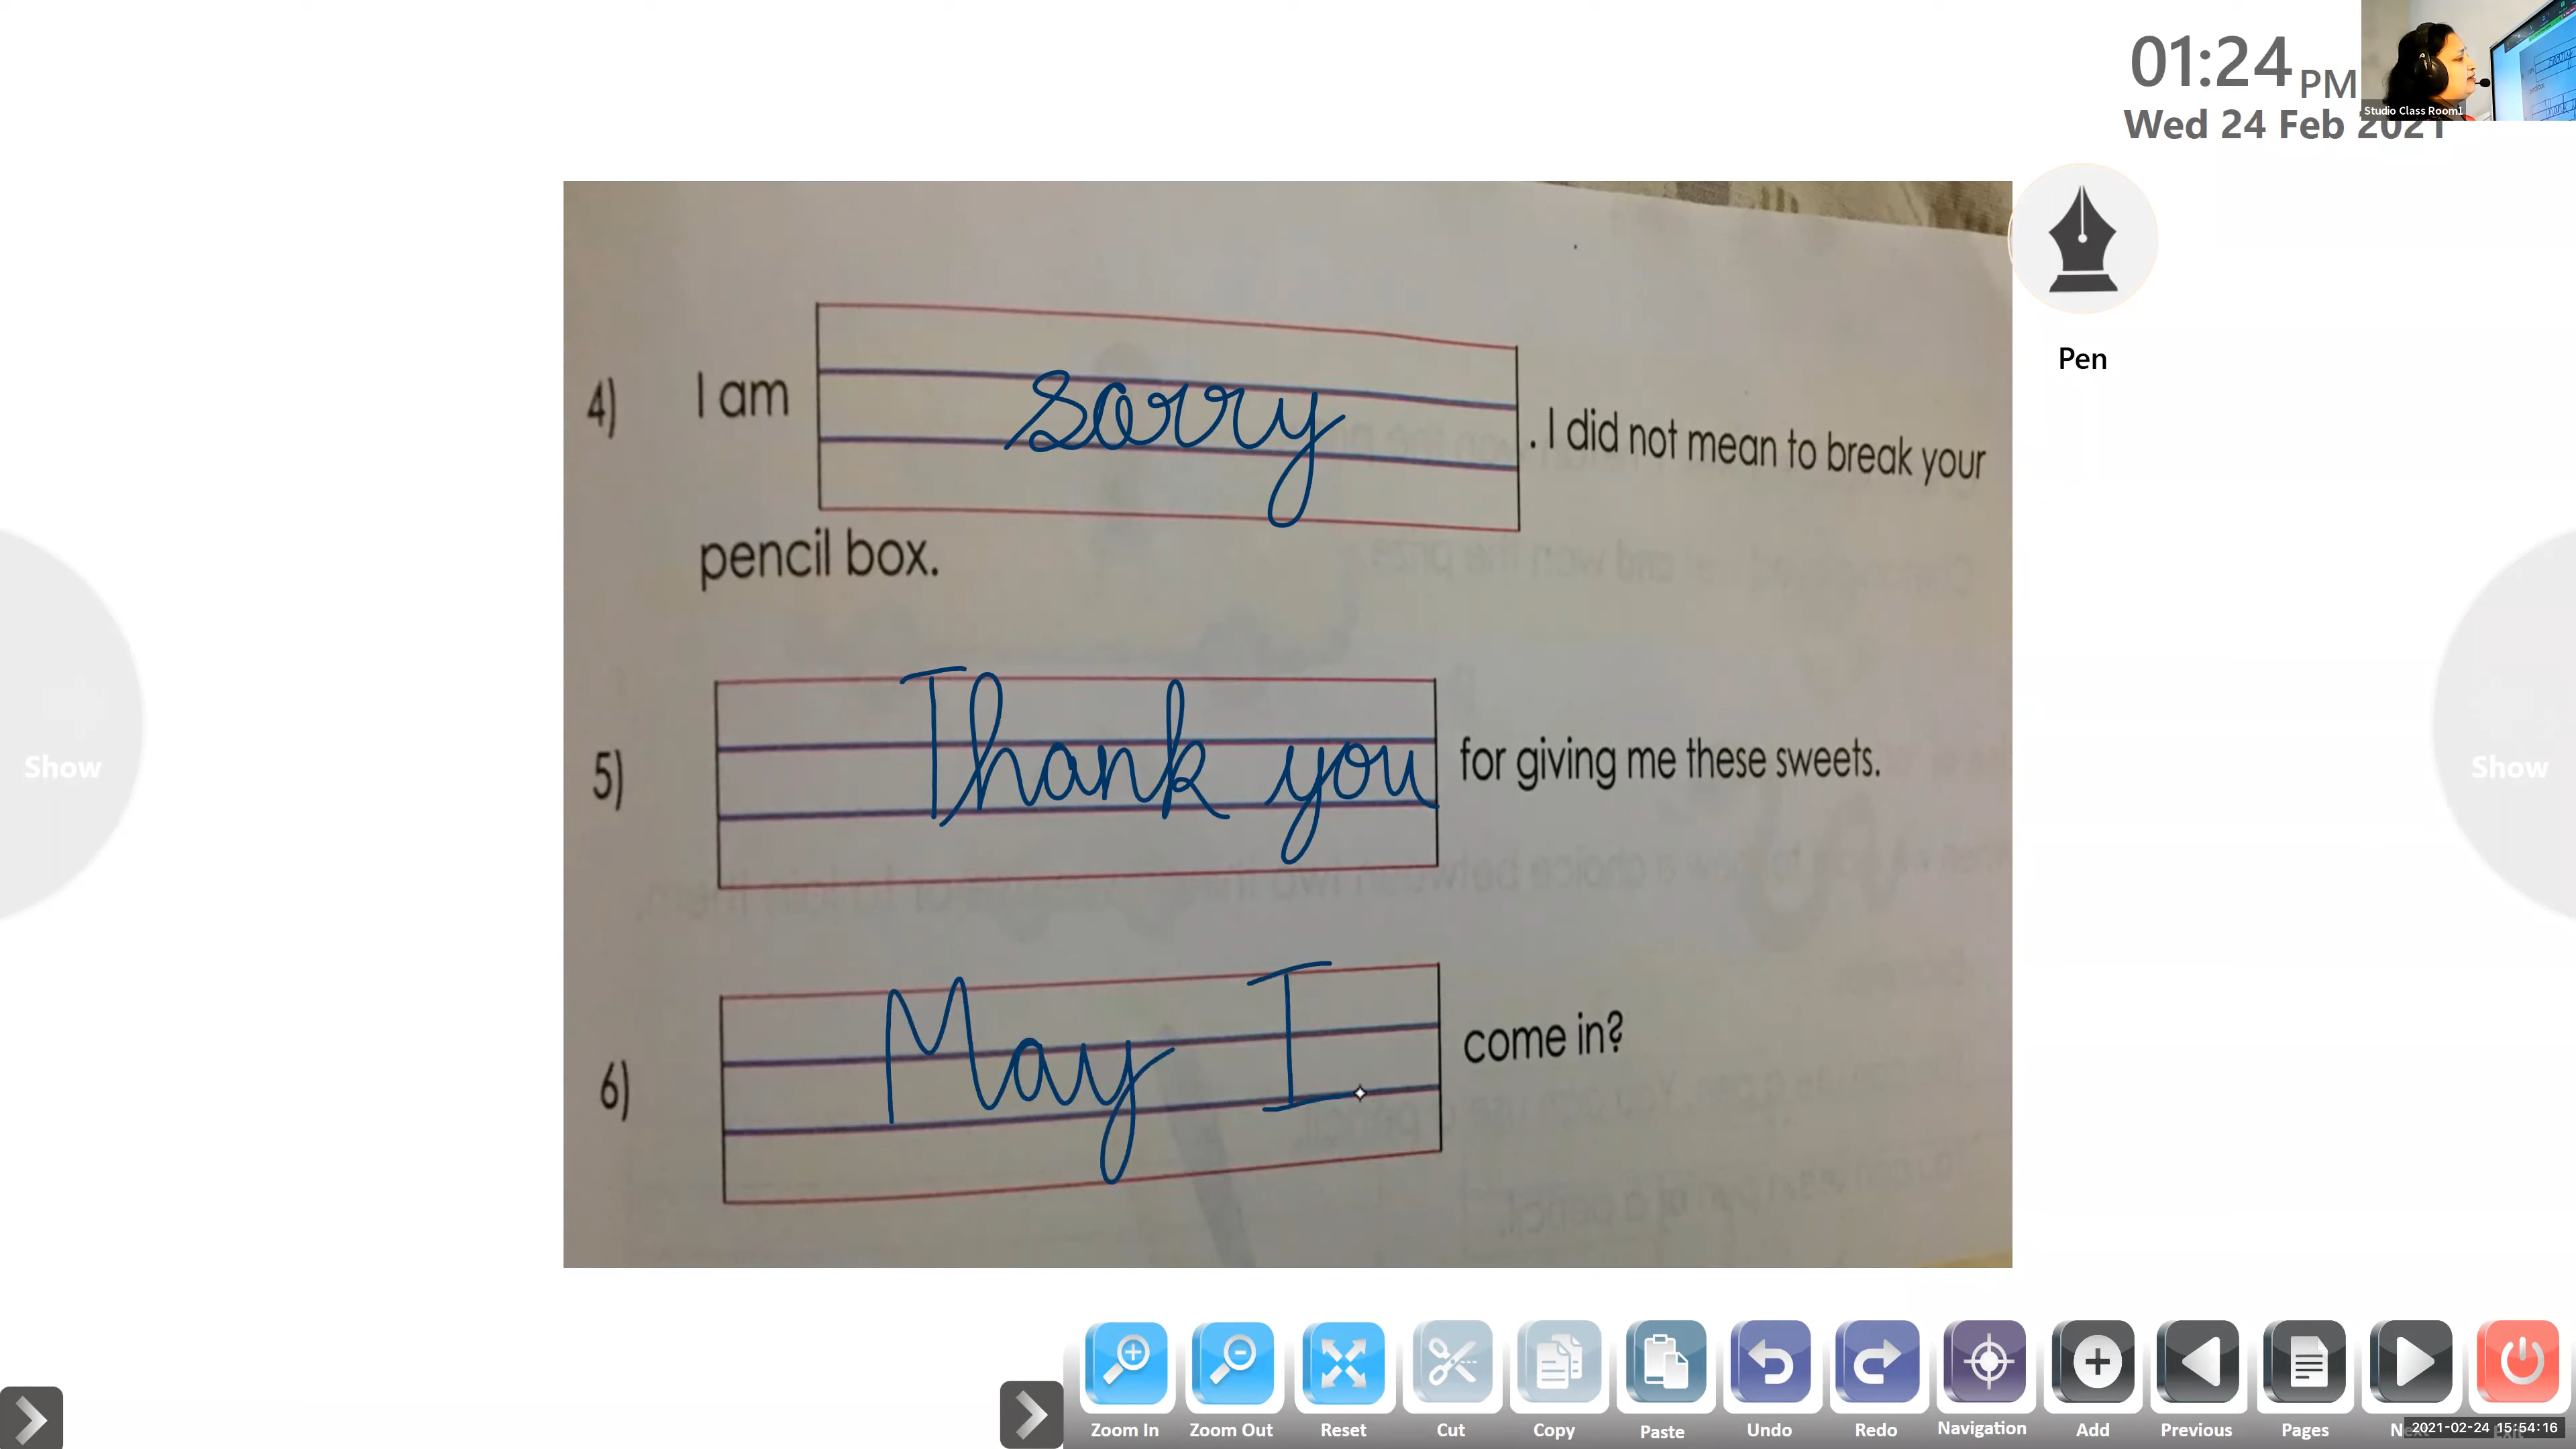 01:24 PM
Wed 24 Feb 2021
Studio Class Room1
Pen
4) I am sorry . I did not mean to break your
pencil box.
5) Thank you for giving me these sweets.
6) May I come in?
Show
Show
Zoom In Zoom Out Reset Cut Copy Paste Undo Redo Navigation Add Previous Pages
2021-02-24 15:54:16